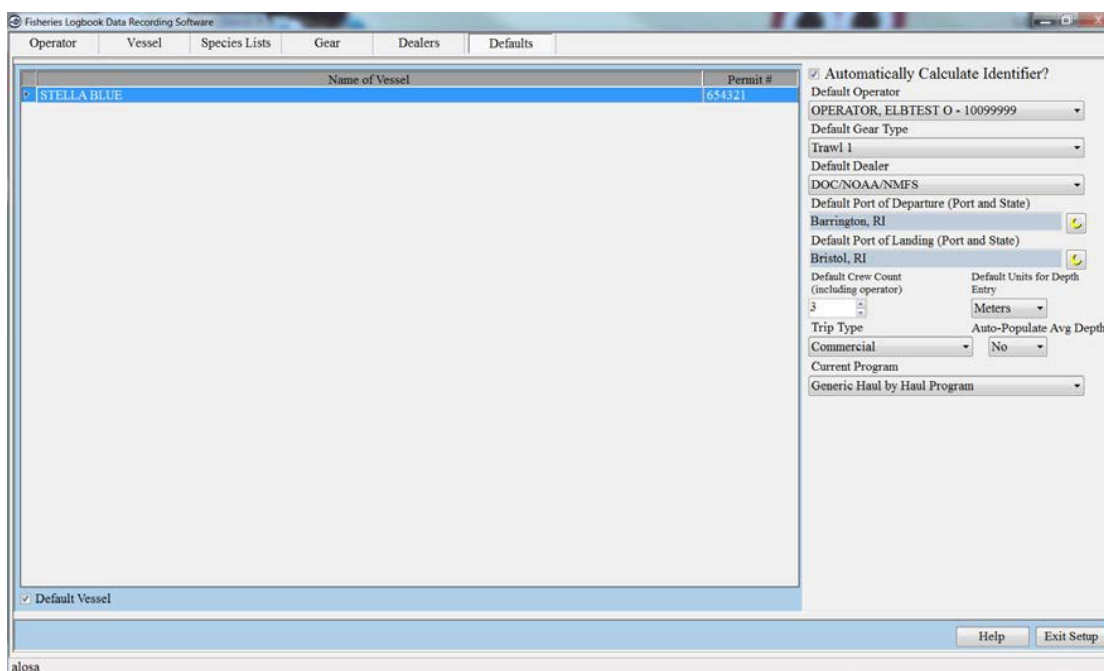 Fisheries Logbook Data Recording Software
Operator Vessel Species Lists Gear Dealers Defaults
Name of Vessel Permit #
STELLA BLUE 654321
Automatically Calculate Identifier?
Default Operator
OPERATOR, ELBTEST O - 10099999
Default Gear Type
Trawl 1
Default Dealer
DOC/NOAA/NMFS
Default Port of Departure (Port and State)
Barrington, RI
Default Port of Landing (Port and State)
Bristol, RI
Default Crew Count
(including operator)
Default Units for Depth
Entry
3 Meters
Trip Type Auto-Populate Avg Depth
Commercial No
Current Program
Generic Haul by Haul Program
Default Vessel
Help Exit Setup
alosa